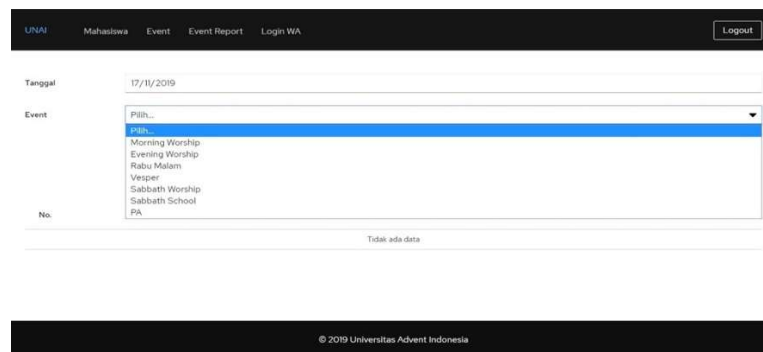 UNAI Mahasiswa Event Event Report Login WA Logout
Tanggal 17/11/2019
Event Pilih...
Pilih...
Morning Worship
Evening Worship
Rabu Malam
Vesper
Sabbath Worship
Sabbath School
No. PA
Tidak ada data
© 2019 Universitas Advent Indonesia